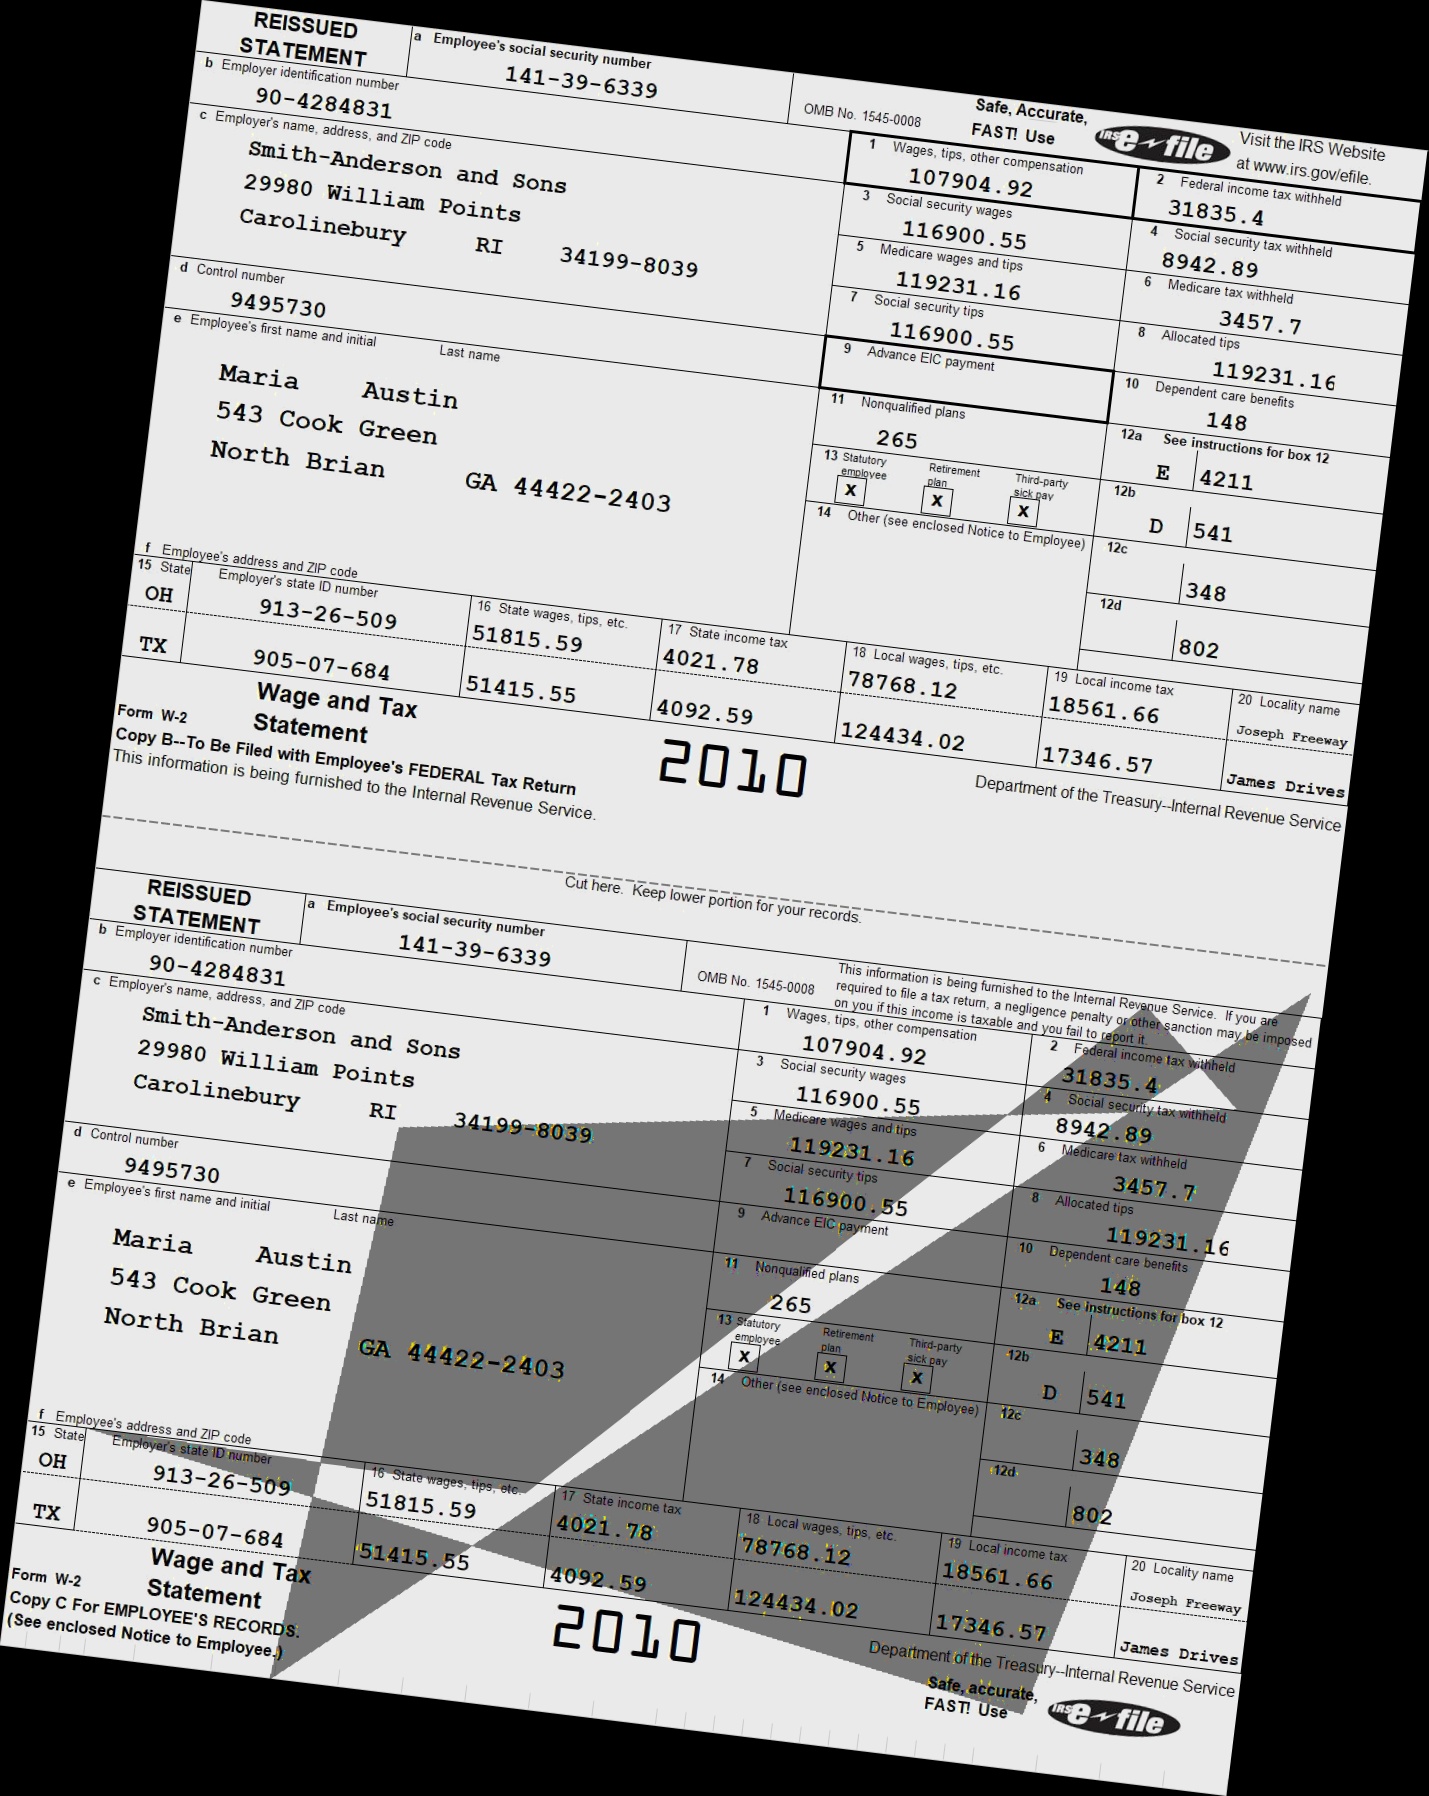 REISSUED
STATEMENT
a Employee's social security number
141-39-6339
OMB No. 1545-0008
Safe, Accurate,
FAST! Use
IRS e-file
Visit the IRS Website
at www.irs.gov/efile.
b Employer identification number
90-4284831
c Employer's name, address, and ZIP code
Smith-Anderson and Sons
29980 William Points
Carolinebury RI 34199-8039
1 Wages, tips, other compensation
107904.92
2 Federal income tax withheld
31835.4
3 Social security wages
116900.55
4 Social security tax withheld
8942.89
5 Medicare wages and tips
119231.16
6 Medicare tax withheld
3457.7
d Control number
9495730
7 Social security tips
116900.55
8 Allocated tips
119231.16
e Employee's first name and initial Last name
Maria Austin
543 Cook Green
North Brian GA 44422-2403
9 Advance EIC payment
10 Dependent care benefits
148
11 Nonqualified plans
265
12a See instructions for box 12
E 4211
13 Statutory employee Retirement plan Third-party sick pay
X X X
12b
D 541
14 Other (see enclosed Notice to Employee)
12c
348
12d
802
f Employee's address and ZIP code
15 State Employer's state ID number
OH 913-26-509
TX 905-07-684
16 State wages, tips, etc.
51815.59
51415.55
17 State income tax
4021.78
4092.59
18 Local wages, tips, etc.
78768.12
124434.02
19 Local income tax
18561.66
17346.57
20 Locality name
Joseph Freeway
James Drives
Form W-2
Wage and Tax
Statement
2010
Department of the Treasury--Internal Revenue Service
Copy B--To Be Filed with Employee's FEDERAL Tax Return
This information is being furnished to the Internal Revenue Service.
Cut here. Keep lower portion for your records.
REISSUED
STATEMENT
a Employee's social security number
141-39-6339
OMB No. 1545-0008
This information is being furnished to the Internal Revenue Service. If you are
required to file a tax return, a negligence penalty or other sanction may be imposed
on you if this income is taxable and you fail to report it.
b Employer identification number
90-4284831
c Employer's name, address, and ZIP code
Smith-Anderson and Sons
29980 William Points
Carolinebury RI 34199-8039
1 Wages, tips, other compensation
107904.92
2 Federal income tax withheld
31835.4
3 Social security wages
116900.55
4 Social security tax withheld
8942.89
5 Medicare wages and tips
119231.16
6 Medicare tax withheld
3457.7
d Control number
9495730
7 Social security tips
116900.55
8 Allocated tips
119231.16
e Employee's first name and initial Last name
Maria Austin
543 Cook Green
North Brian GA 44422-2403
9 Advance EIC payment
10 Dependent care benefits
148
11 Nonqualified plans
265
12a See instructions for box 12
E 4211
13 Statutory employee Retirement plan Third-party sick pay
X X X
12b
D 541
14 Other (see enclosed Notice to Employee)
12c
348
12d
802
f Employee's address and ZIP code
15 State Employer's state ID number
OH 913-26-509
TX 905-07-684
16 State wages, tips, etc.
51815.59
51415.55
17 State income tax
4021.78
4092.59
18 Local wages, tips, etc.
78768.12
124434.02
19 Local income tax
18561.66
17346.57
20 Locality name
Joseph Freeway
James Drives
Form W-2
Wage and Tax
Statement
2010
Department of the Treasury--Internal Revenue Service
Copy C For EMPLOYEE'S RECORDS.
(See enclosed Notice to Employee.)
Safe, accurate,
FAST! Use
IRS e-file